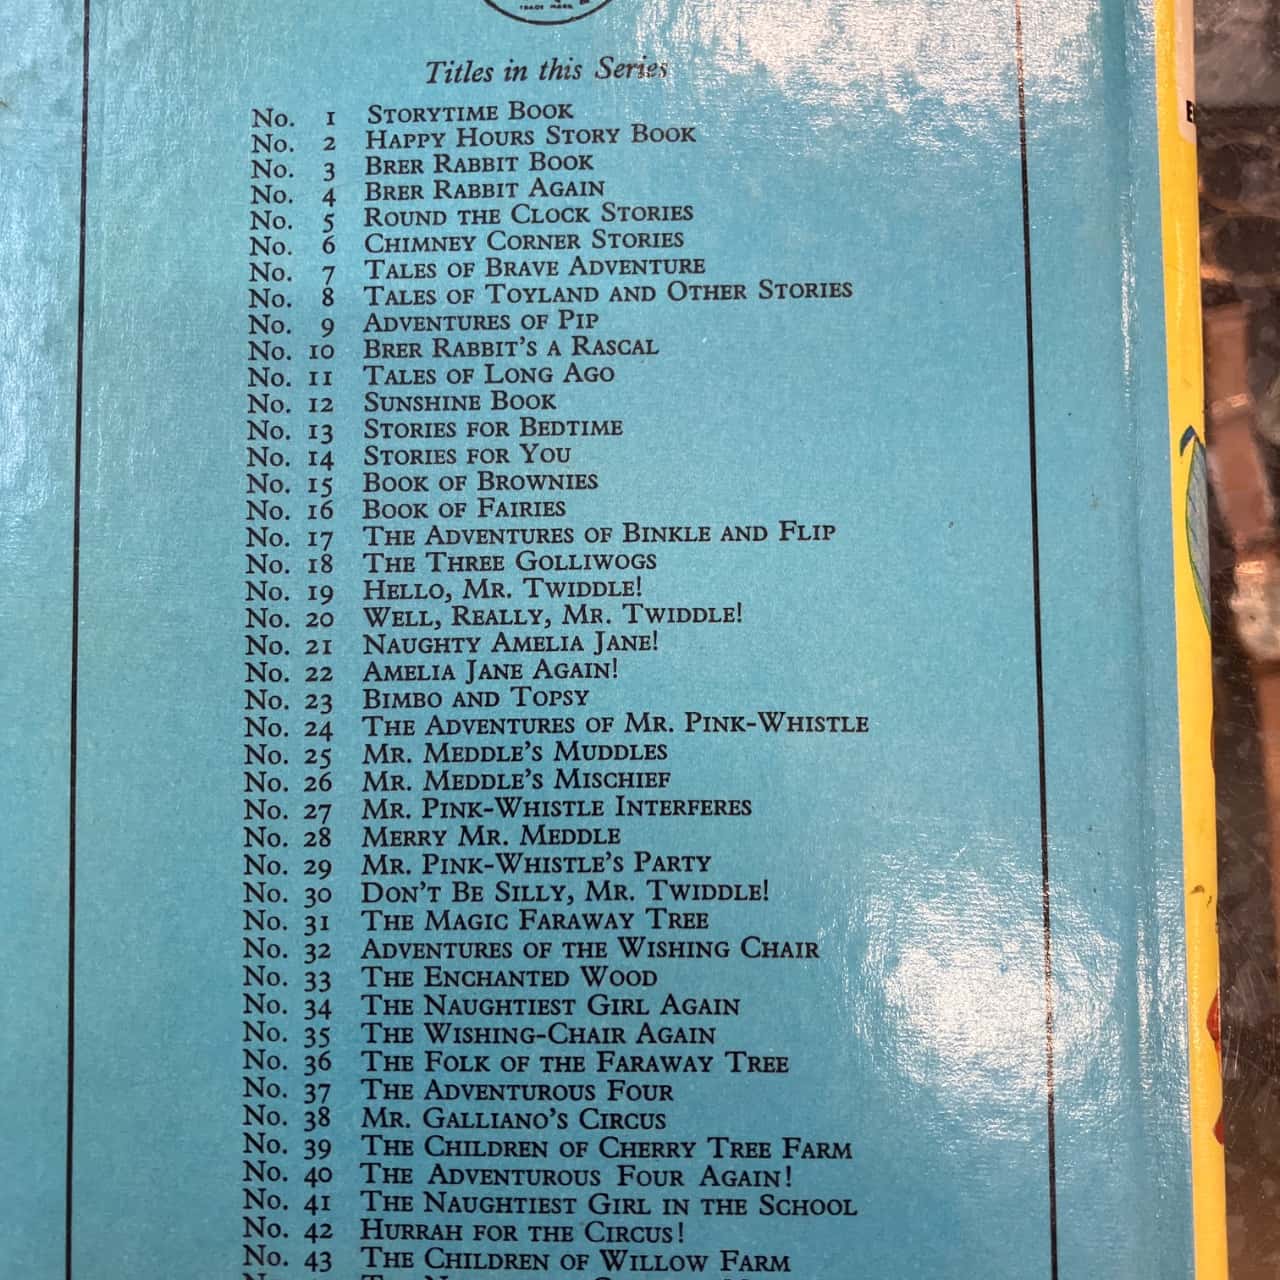 TRADE MARK
Titles in this Series
No. 1 STORYTIME BOOK
No. 2 HAPPY HOURS STORY BOOK
No. 3 BRER RABBIT BOOK
No. 4 BRER RABBIT AGAIN
No. 5 ROUND THE CLOCK STORIES
No. 6 CHIMNEY CORNER STORIES
No. 7 TALES OF BRAVE ADVENTURE
No. 8 TALES OF TOYLAND AND OTHER STORIES
No. 9 ADVENTURES OF PIP
No. 10 BRER RABBIT'S A RASCAL
No. 11 TALES OF LONG AGO
No. 12 SUNSHINE BOOK
No. 13 STORIES FOR BEDTIME
No. 14 STORIES FOR YOU
No. 15 BOOK OF BROWNIES
No. 16 BOOK OF FAIRIES
No. 17 THE ADVENTURES OF BINKLE AND FLIP
No. 18 THE THREE GOLLIWOGS
No. 19 HELLO, MR. TWIDDLE!
No. 20 WELL, REALLY, MR. TWIDDLE!
No. 21 NAUGHTY AMELIA JANE!
No. 22 AMELIA JANE AGAIN!
No. 23 BIMBO AND TOPSY
No. 24 THE ADVENTURES OF MR. PINK-WHISTLE
No. 25 MR. MEDDLE'S MUDDLES
No. 26 MR. MEDDLE'S MISCHIEF
No. 27 MR. PINK-WHISTLE INTERFERES
No. 28 MERRY MR. MEDDLE
No. 29 MR. PINK-WHISTLE'S PARTY
No. 30 DON'T BE SILLY, MR. TWIDDLE!
No. 31 THE MAGIC FARAWAY TREE
No. 32 ADVENTURES OF THE WISHING CHAIR
No. 33 THE ENCHANTED WOOD
No. 34 THE NAUGHTIEST GIRL AGAIN
No. 35 THE WISHING-CHAIR AGAIN
No. 36 THE FOLK OF THE FARAWAY TREE
No. 37 THE ADVENTUROUS FOUR
No. 38 MR. GALLIANO'S CIRCUS
No. 39 THE CHILDREN OF CHERRY TREE FARM
No. 40 THE ADVENTUROUS FOUR AGAIN!
No. 41 THE NAUGHTIEST GIRL IN THE SCHOOL
No. 42 HURRAH FOR THE CIRCUS!
No. 43 THE CHILDREN OF WILLOW FARM